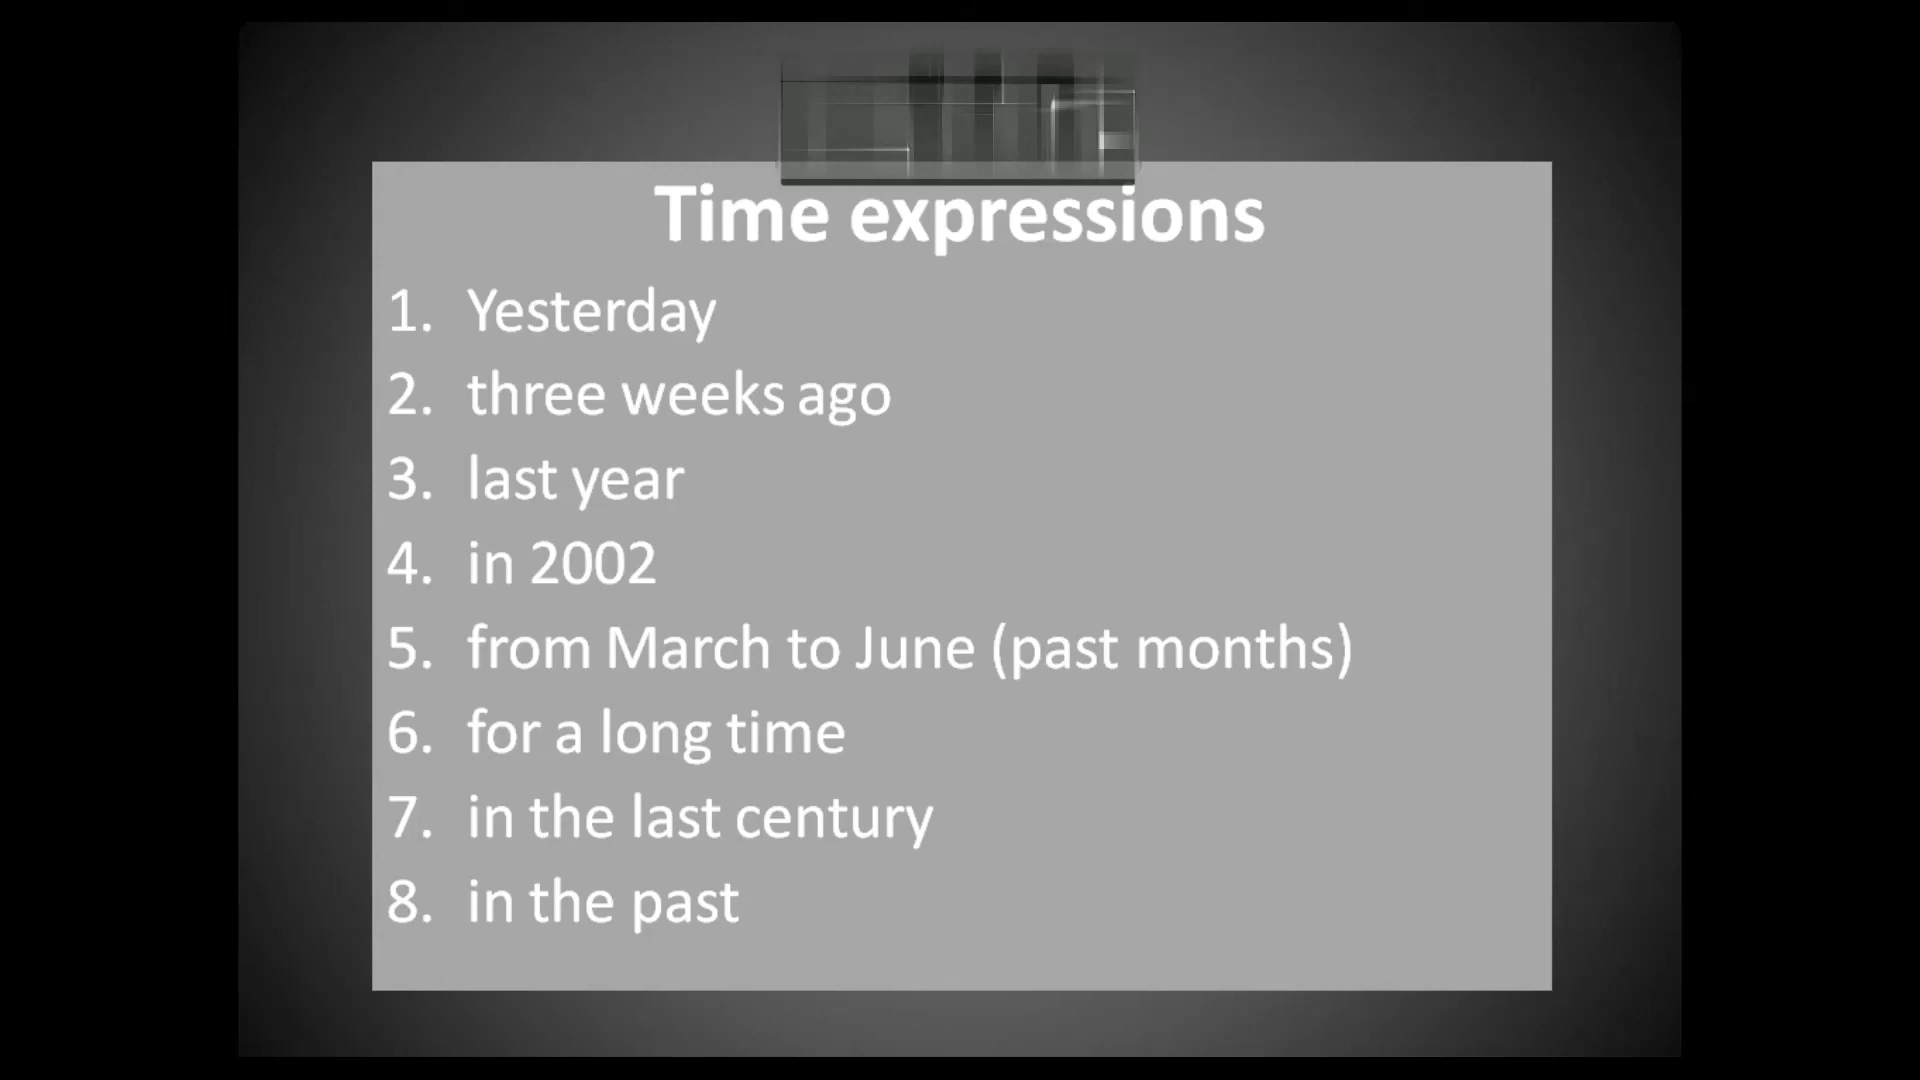 Time expressions
1. Yesterday
2. three weeks ago
3. last year
4. in 2002
5. from March to June (past months)
6. for a long time
7. in the last century
8. in the past